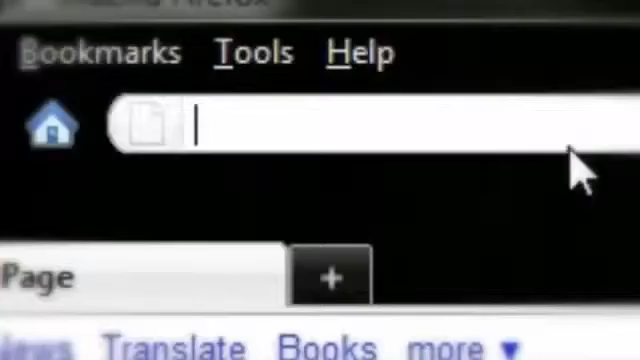 Bookmarks Tools Help
Page
+
Translate Books more ▼